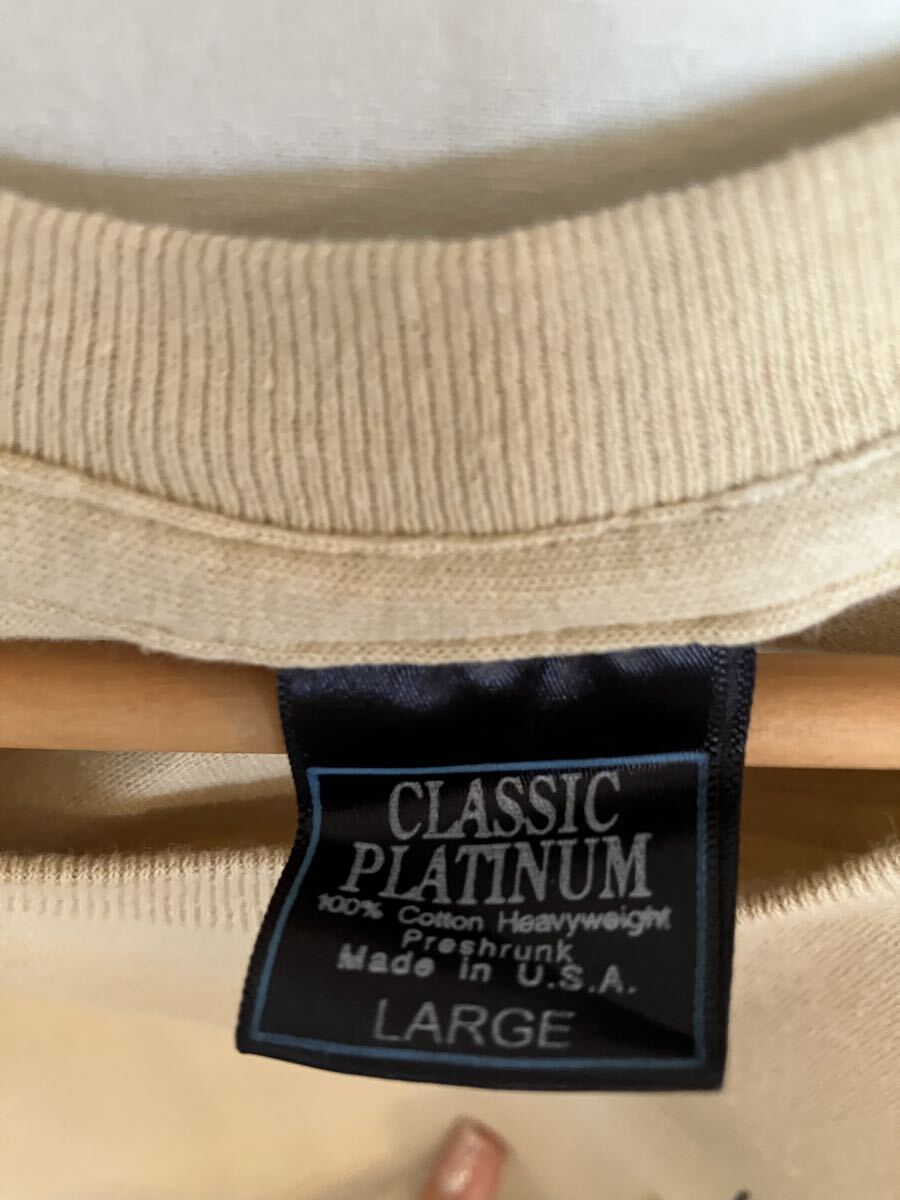 CLASSIC
PLATINUM
100% Cotton Heavyweight
Preshrunk
Made in U.S.A.
LARGE